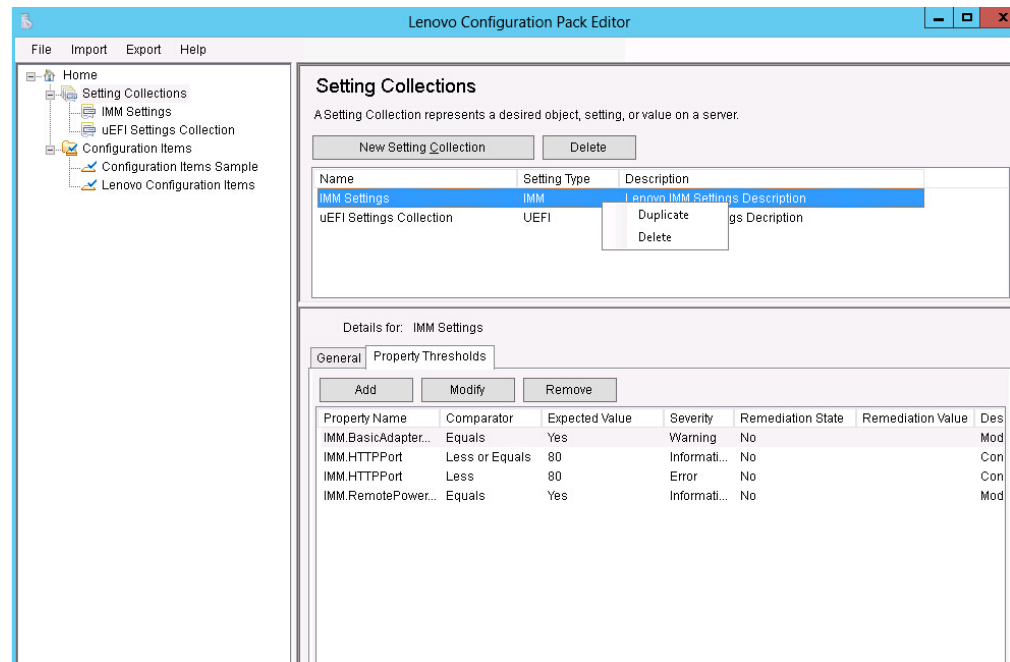 Lenovo Configuration Pack Editor
x
File Import Export Help
Home
Setting Collections
IMM Settings
uEFI Settings Collection
Configuration Items
Configuration Items Sample
Lenovo Configuration Items
Setting Collections
A Setting Collection represents a desired object, setting, or value on a server.
New Setting Collection Delete
Name Setting Type Description
IMM Settings IMM Lenovo IMM Settings Description
uEFI Settings Collection UEFI gs Decription
Duplicate
Delete
Details for: IMM Settings
General Property Thresholds
Add Modify Remove
Property Name Comparator Expected Value Severity Remediation State Remediation Value Des
IMM.BasicAdapter... Equals Yes Warning No Mod
IMM.HTTPPort Less or Equals 80 Informati... No Con
IMM.HTTPPort Less 80 Error No Con
IMM.RemotePower... Equals Yes Informati... No Mod